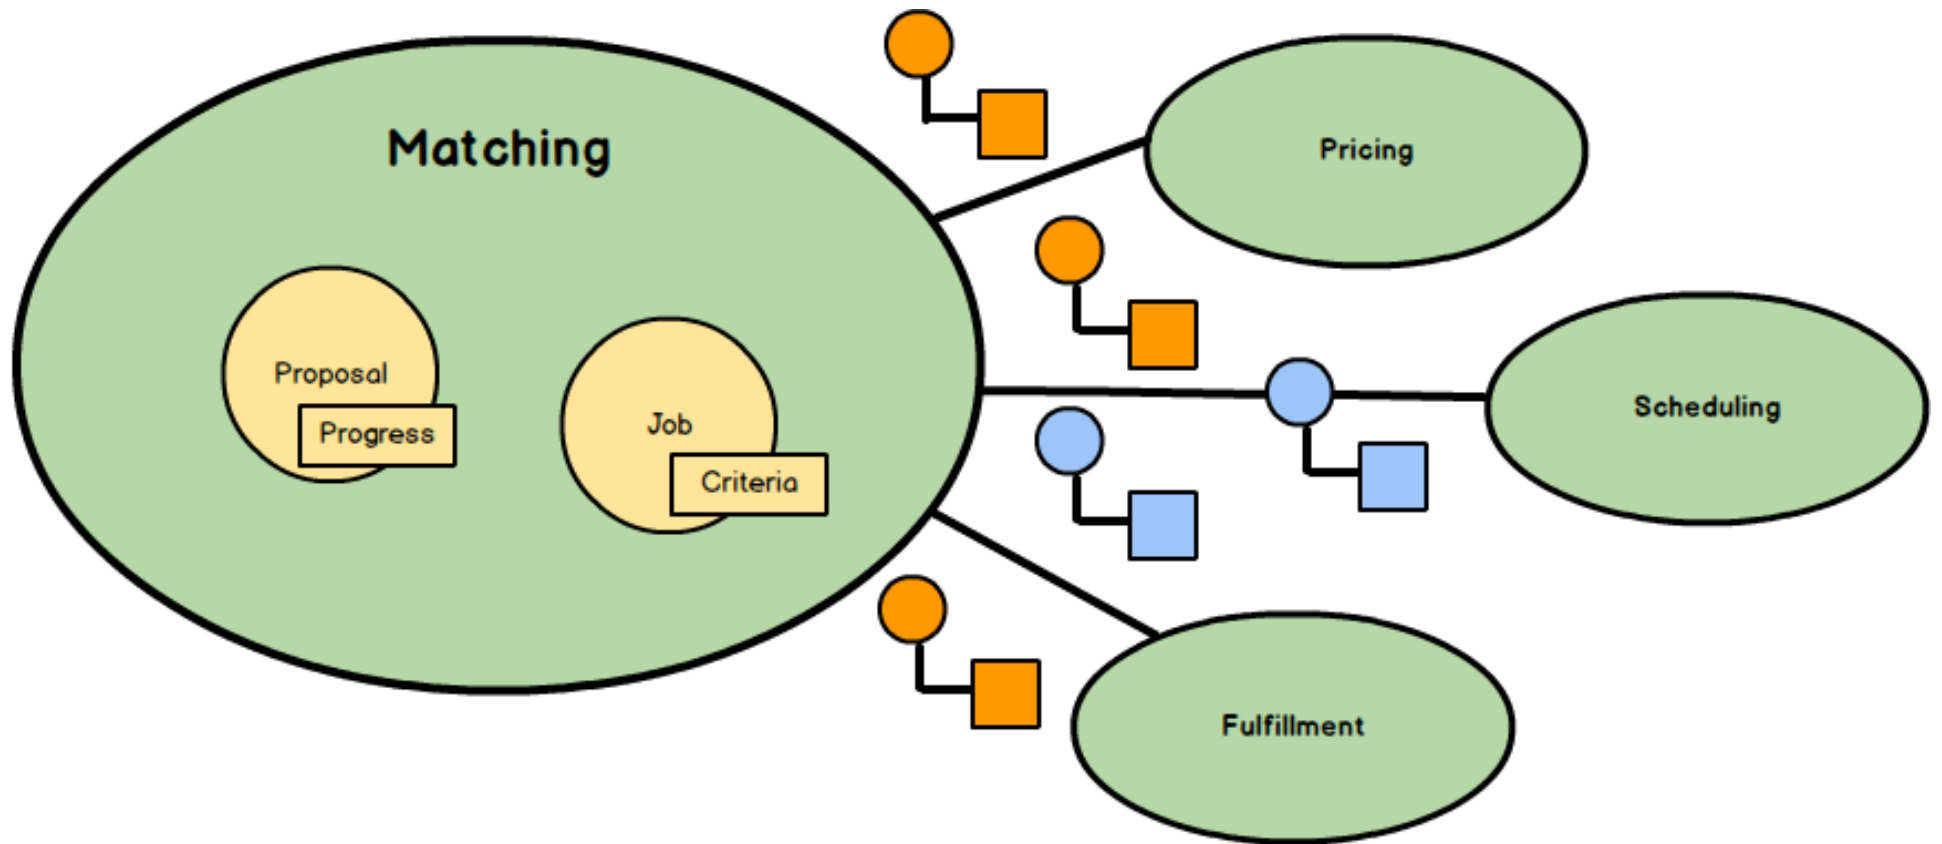 Matching
Pricing
Proposal
Progress
Job
Criteria
Scheduling
Fulfillment